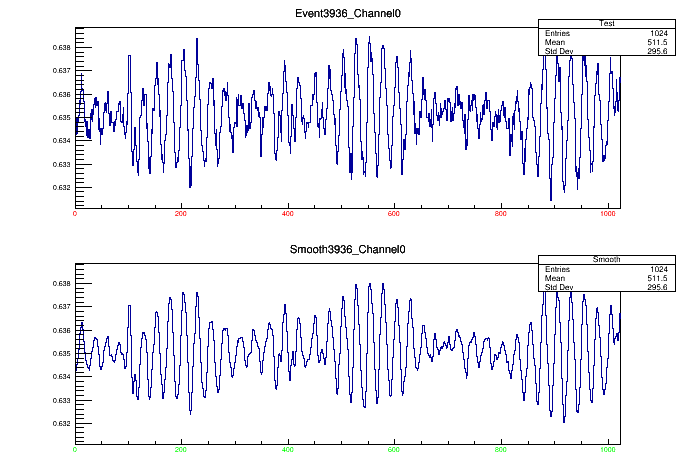 Event3936_Channel0
Test
Entries 1024
Mean 511.5
Std Dev 295.6
0.638
0.637
0.636
0.635
0.634
0.633
0.632
0 200 400 600 800 1000
Smooth3936_Channel0
Smooth
Entries 1024
Mean 511.5
Std Dev 295.6
0.638
0.637
0.636
0.635
0.634
0.633
0.632
0 200 400 600 800 1000